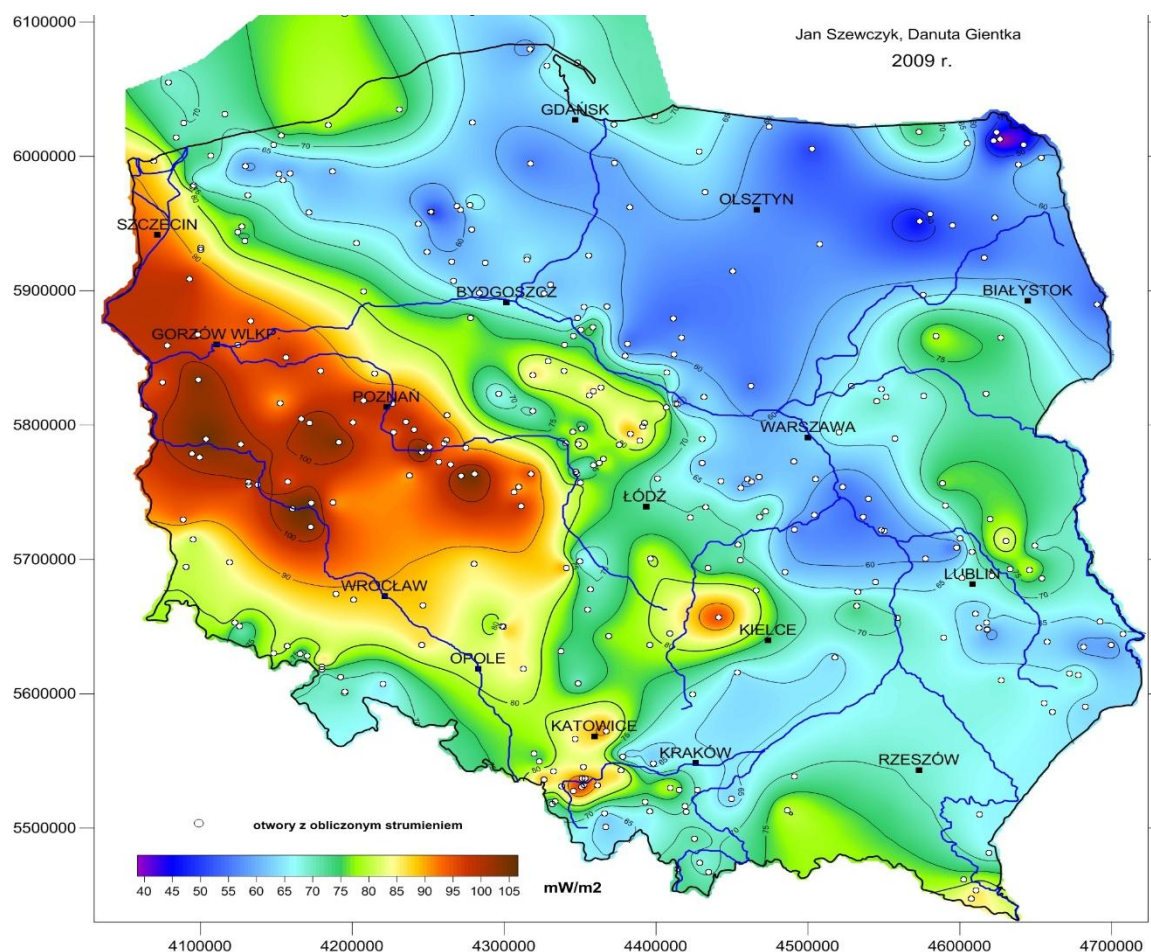 6100000
Jan Szewczyk, Danuta Gientka
2009 r.
GDAŃSK
6000000
OLSZTYN
SZCZECIN
5900000
BYDGOSZCZ
BIAŁYSTOK
GORZÓW WLKP.
POZNAŃ
5800000
WARSZAWA
ŁÓDŹ
5700000
LUBLIN
WROCŁAW
KIELCE
OPOLE
5600000
KATOWICE
KRAKÓW
RZESZÓW
5500000
otwory z obliczonym strumieniem
40 45 50 55 60 65 70 75 80 85 90 95 100 105
mW/m2
4100000 4200000 4300000 4400000 4500000 4600000 4700000